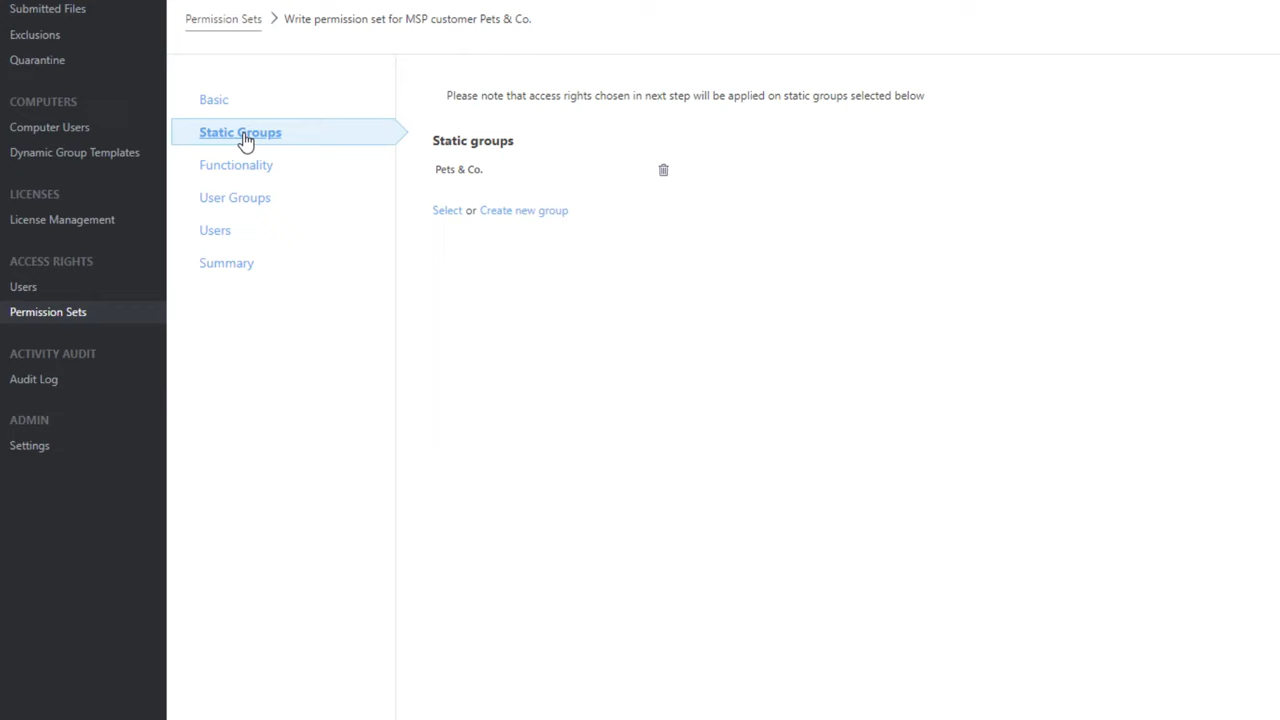 Submitted Files
Exclusions
Quarantine
COMPUTERS
Computer Users
Dynamic Group Templates
LICENSES
License Management
ACCESS RIGHTS
Users
Permission Sets
ACTIVITY AUDIT
Audit Log
ADMIN
Settings
Permission Sets > Write permission set for MSP customer Pets & Co.
Basic
Static Groups
Functionality
User Groups
Users
Summary
Please note that access rights chosen in next step will be applied on static groups selected below
Static groups
Pets & Co.
Select or Create new group